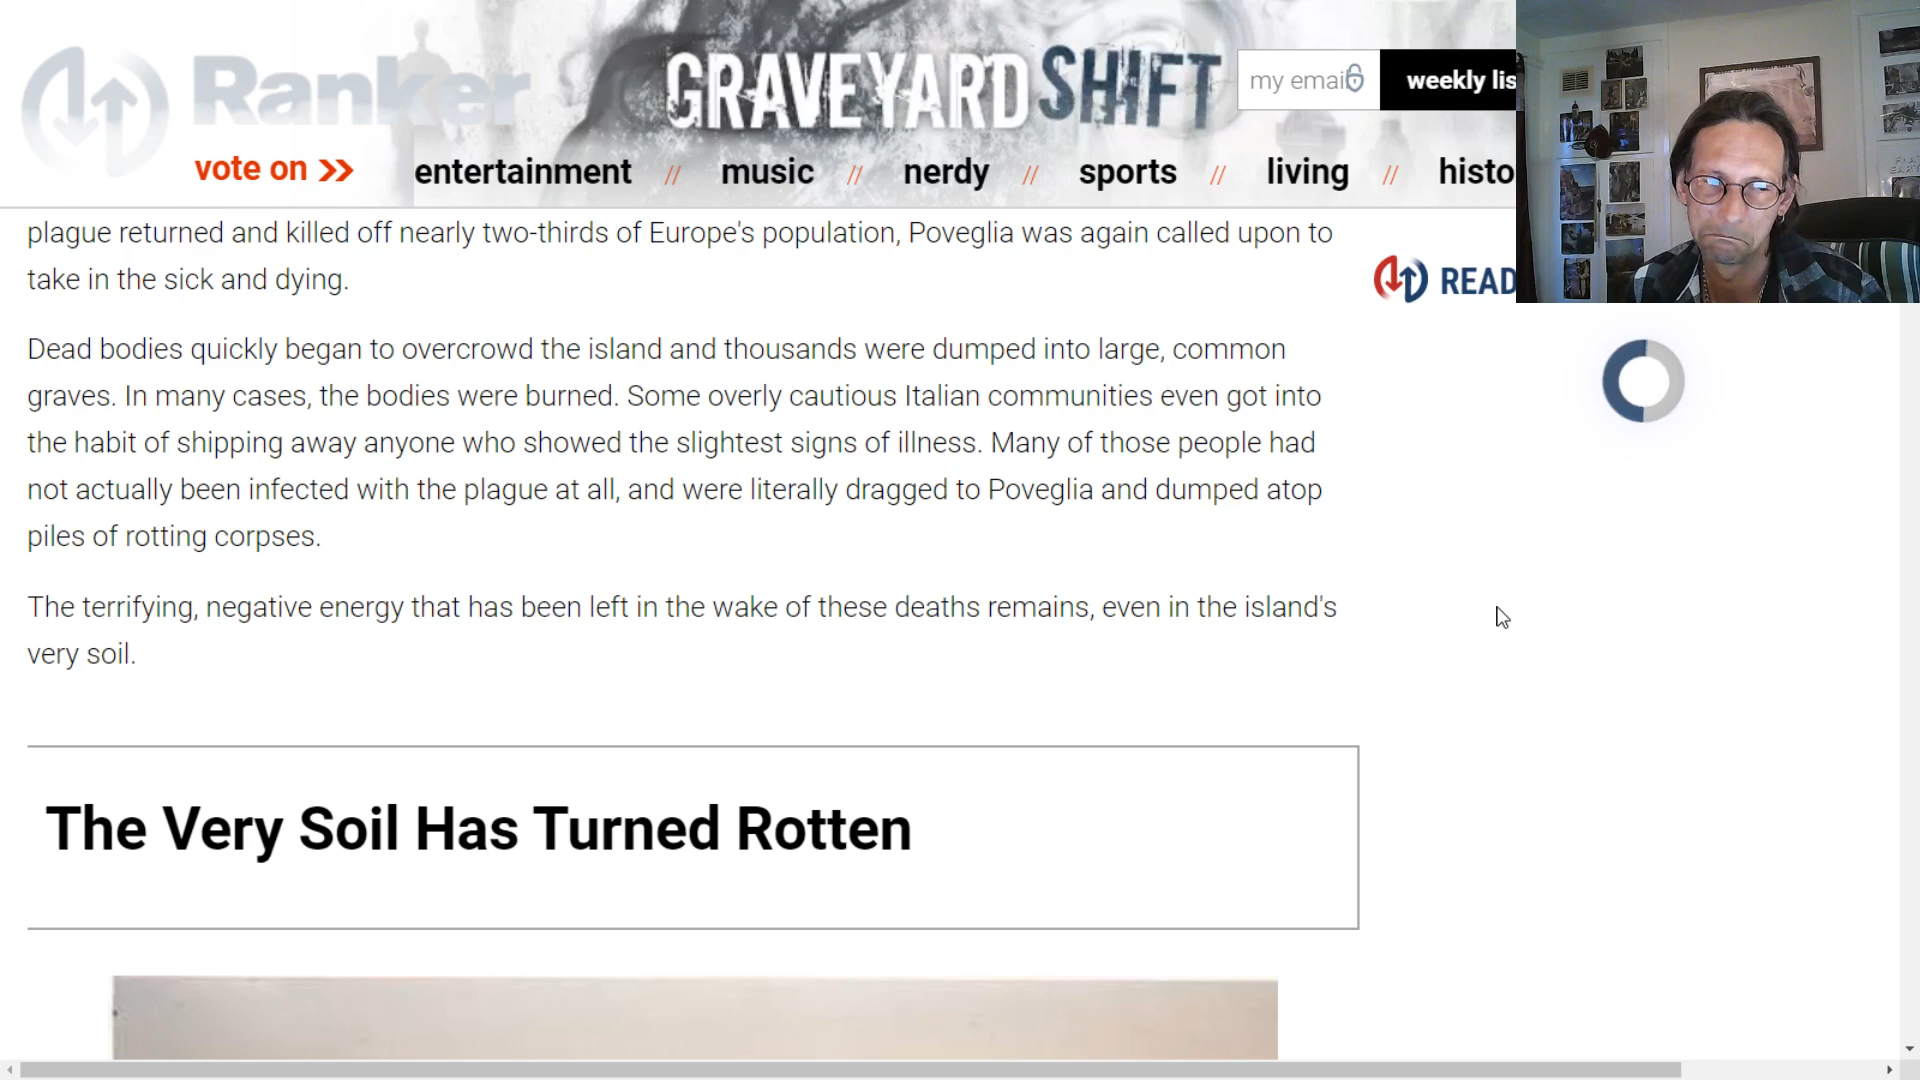 Ranker
GRAVEYARD SHIFT
my email
weekly lis
vote on >>
entertainment // music // nerdy // sports // living // histo
plague returned and killed off nearly two-thirds of Europe's population, Poveglia was again called upon to
take in the sick and dying.
READ
Dead bodies quickly began to overcrowd the island and thousands were dumped into large, common
graves. In many cases, the bodies were burned. Some overly cautious Italian communities even got into
the habit of shipping away anyone who showed the slightest signs of illness. Many of those people had
not actually been infected with the plague at all, and were literally dragged to Poveglia and dumped atop
piles of rotting corpses.
The terrifying, negative energy that has been left in the wake of these deaths remains, even in the island's
very soil.
The Very Soil Has Turned Rotten